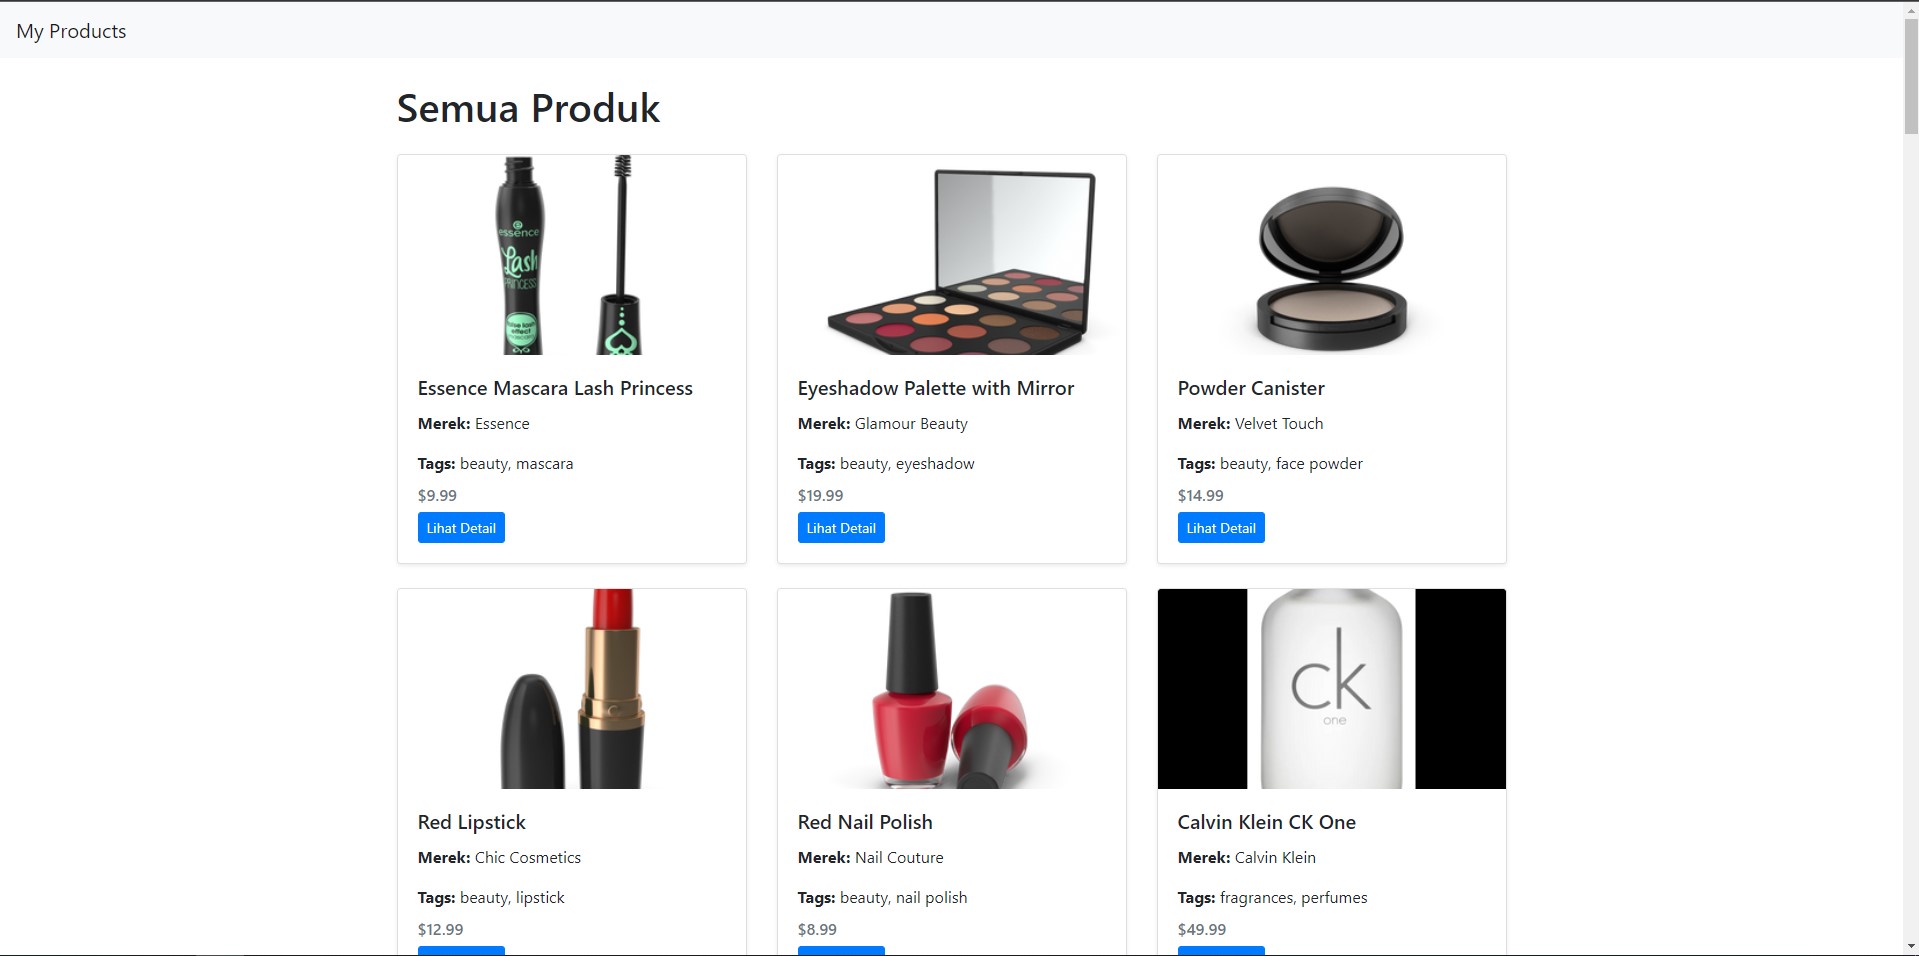 My Products
Semua Produk
essence
Lash
PRINCESS
false lash
effect
Essence Mascara Lash Princess
Merek: Essence
Tags: beauty, mascara
$9.99
Lihat Detail
Eyeshadow Palette with Mirror
Merek: Glamour Beauty
Tags: beauty, eyeshadow
$19.99
Lihat Detail
Powder Canister
Merek: Velvet Touch
Tags: beauty, face powder
$14.99
Lihat Detail
Red Lipstick
Merek: Chic Cosmetics
Tags: beauty, lipstick
$12.99
Red Nail Polish
Merek: Nail Couture
Tags: beauty, nail polish
$8.99
ck
one
Calvin Klein CK One
Merek: Calvin Klein
Tags: fragrances, perfumes
$49.99